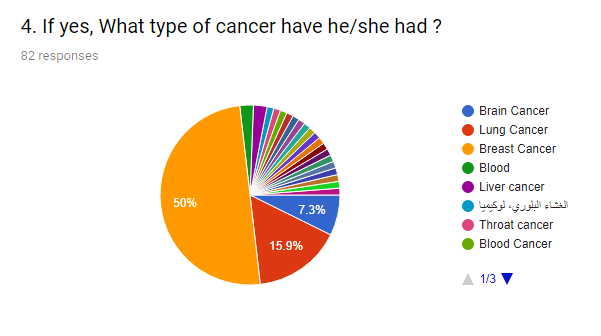 4. If yes, What type of cancer have he/she had ?
82 responses
50%
7.3%
15.9%
Brain Cancer
Lung Cancer
Breast Cancer
Blood
Liver cancer
الغشاء البلوري، لوكيميا
Throat cancer
Blood Cancer
1/3